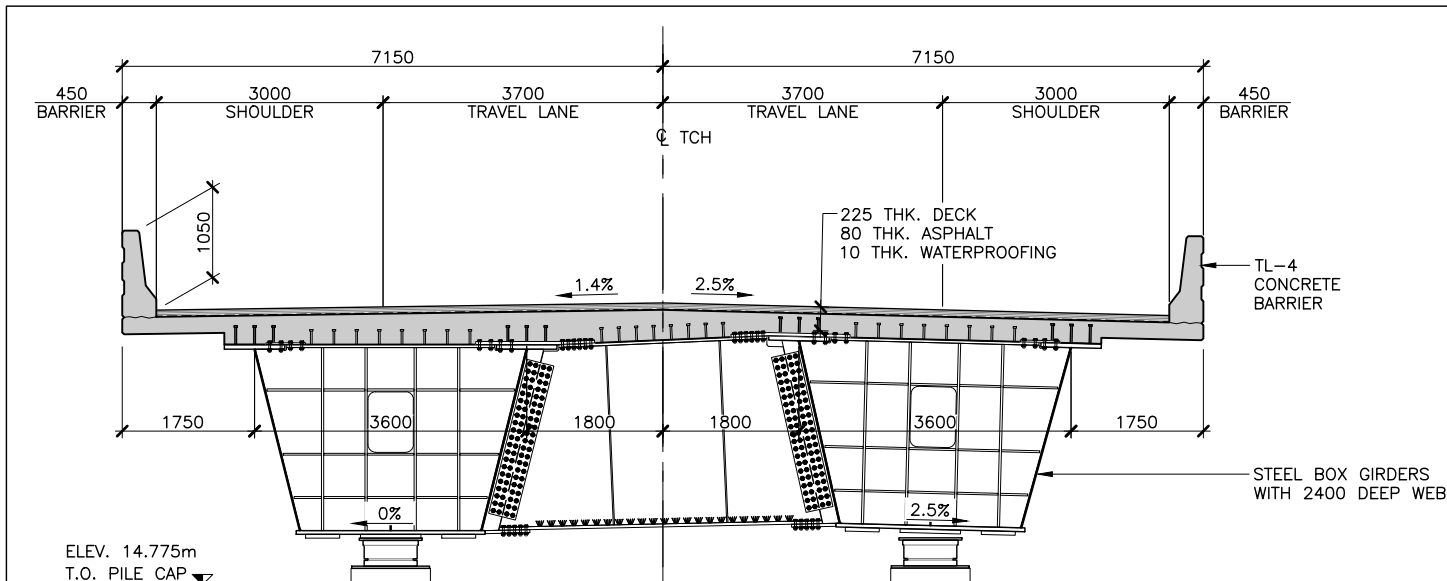 7150 7150
450 3000 3700 3700 3000 450
BARRIER SHOULDER TRAVEL LANE TRAVEL LANE SHOULDER BARRIER
℄ TCH
1050
225 THK. DECK
80 THK. ASPHALT
10 THK. WATERPROOFING
TL-4
CONCRETE
BARRIER
1.4% 2.5%
1750 3600 1800 1800 3600 1750
STEEL BOX GIRDERS
WITH 2400 DEEP WEB
0% 2.5%
ELEV. 14.775m
T.O. PILE CAP